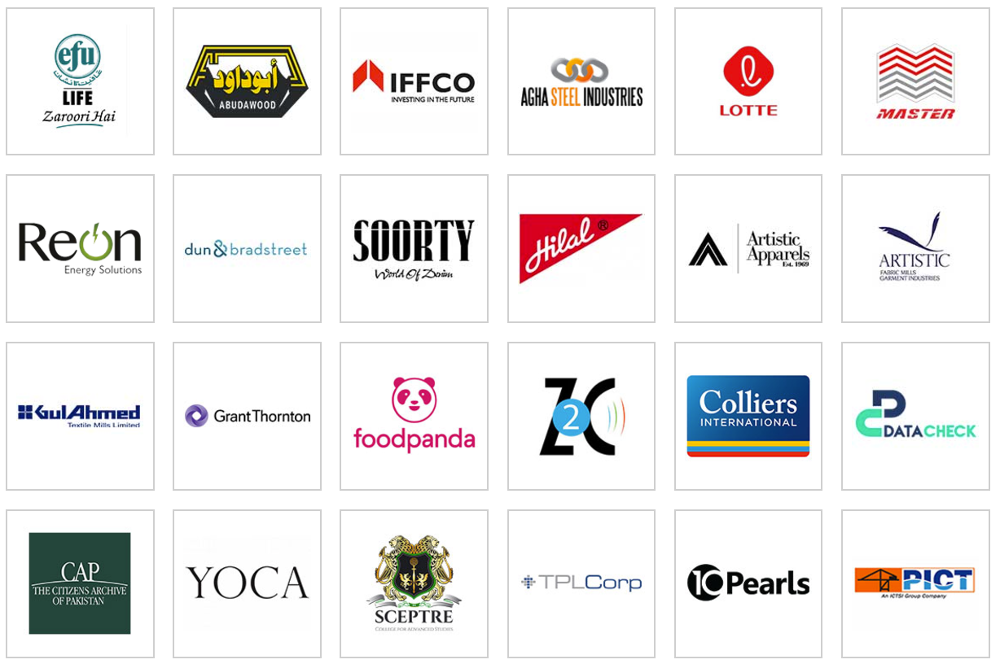 efu
عافیت کا نشان
LIFE
Zaroori Hai
أبوداود
ABUDAWOOD
IFFCO
INVESTING IN THE FUTURE
AGHA STEEL INDUSTRIES
LOTTE
MASTER
Reon
Energy Solutions
dun & bradstreet
SOORTY
World Of Denim
Hilal ®
Artistic
Apparels
Est. 1969
ARTISTIC
FABRIC MILLS
GARMENT INDUSTRIES
GulAhmed
Textile Mills Limited
GrantThornton
foodpanda
Z2C
Colliers
INTERNATIONAL
DATACHECK
CAP
THE CITIZENS ARCHIVE
OF PAKISTAN
YOCA
SCEPTRE
COLLEGE FOR ADVANCED STUDIES
TPLCorp
10Pearls
PICT
An ICTSI Group Company